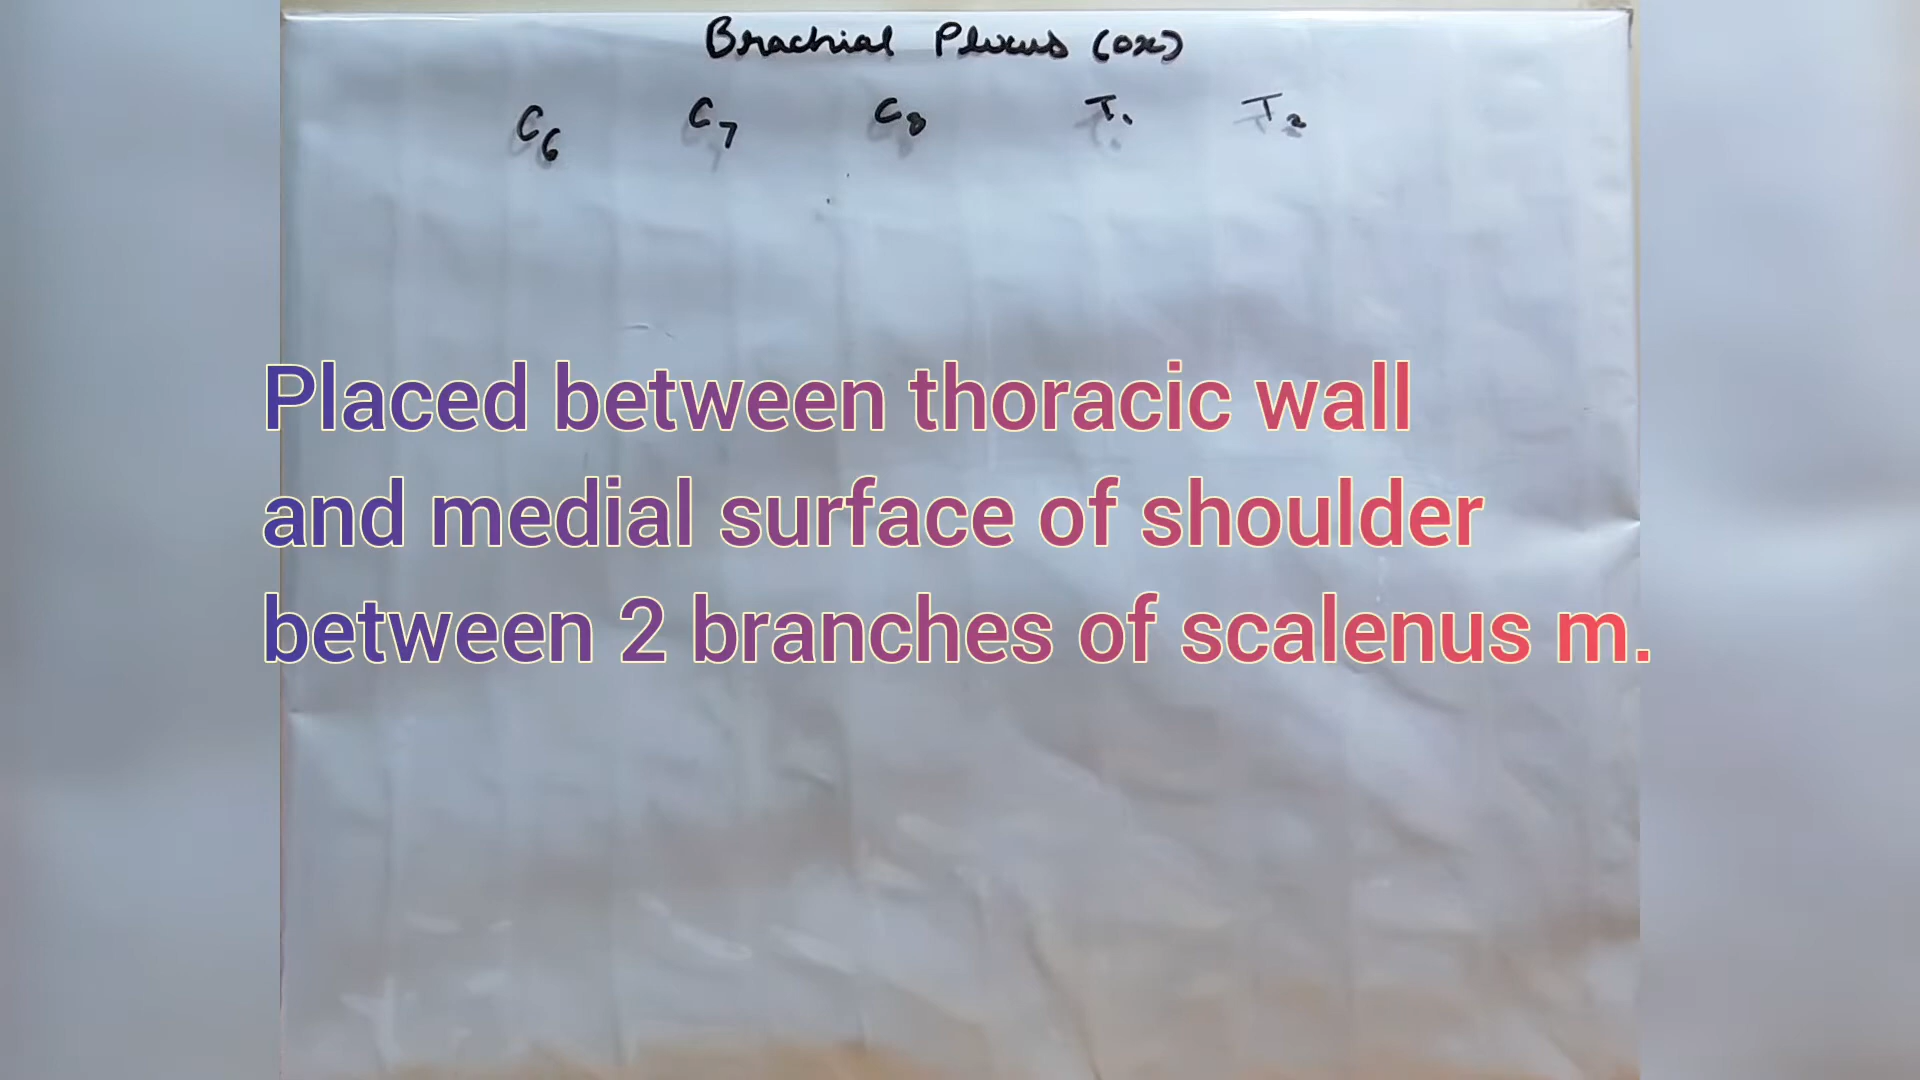 Brachial Plexus (ox)
C6 C7 C8 T1 T2
Placed between thoracic wall
and medial surface of shoulder
between 2 branches of scalenus m.